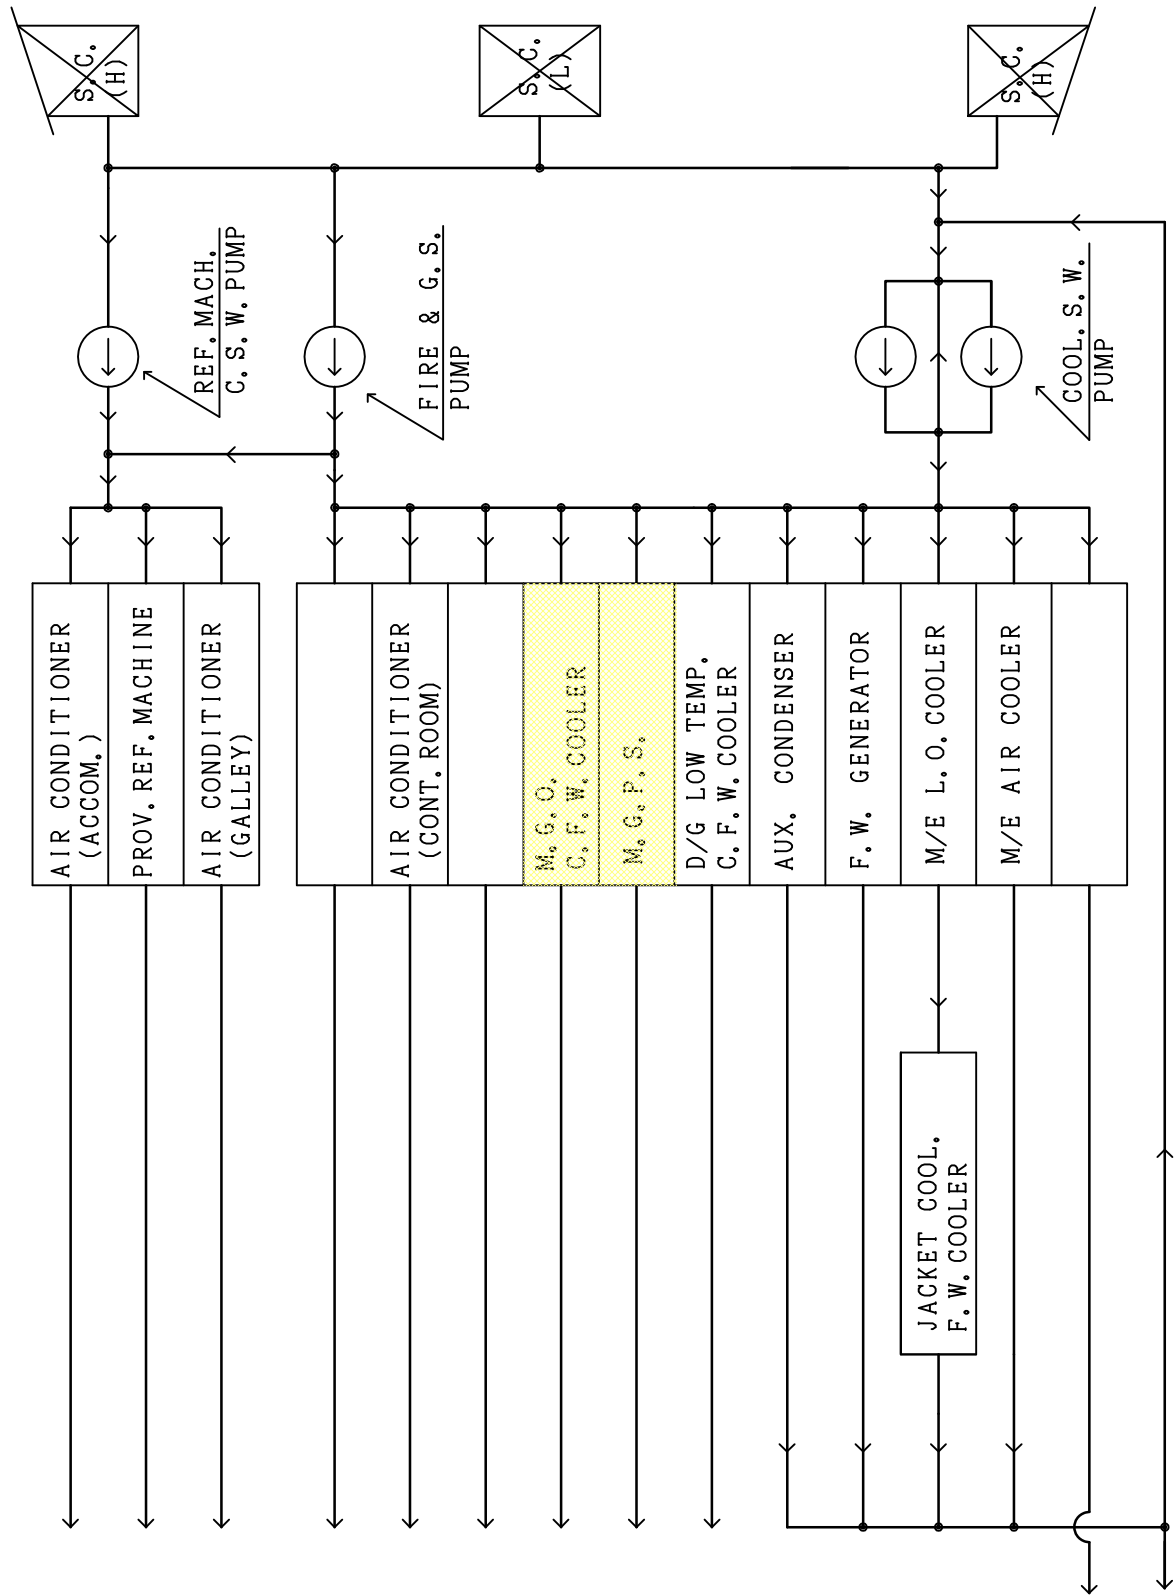 S.C.
(H)
S.C.
(L)
S.C.
(H)
REF.MACH.
C.S.W.PUMP
FIRE & G.S.
PUMP
COOL.S.W.
PUMP
AIR CONDITIONER
(ACCOM.)
PROV.REF.MACHINE
AIR CONDITIONER
(GALLEY)
AIR CONDITIONER
(CONT.ROOM)
M.G.O.
C.F.W.COOLER
M.G.P.S.
D/G LOW TEMP.
C.F.W.COOLER
AUX. CONDENSER
F.W. GENERATOR
M/E L.O.COOLER
M/E AIR COOLER
JACKET COOL.
F.W.COOLER